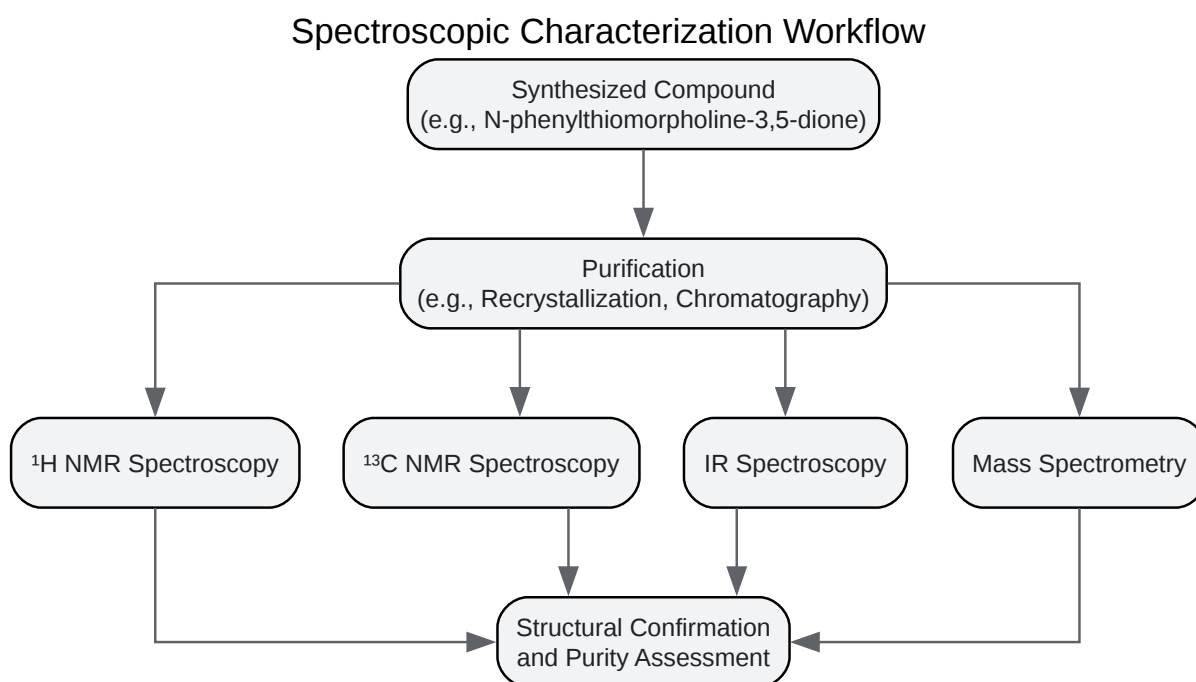 Spectroscopic Characterization Workflow
Synthesized Compound
(e.g., N-phenylthiomorpholine-3,5-dione)
Purification
(e.g., Recrystallization, Chromatography)
¹H NMR Spectroscopy
¹³C NMR Spectroscopy
IR Spectroscopy
Mass Spectrometry
Structural Confirmation
and Purity Assessment